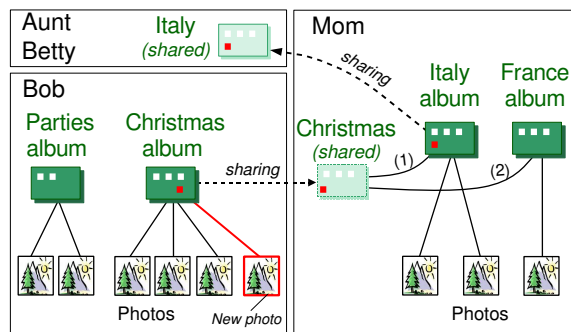 Aunt
Betty
Italy
(shared)
Mom
sharing
Italy
album
France
album
Bob
Parties
album
Christmas
album
sharing
Christmas
(shared)
(1)
(2)
Photos
New photo
Photos